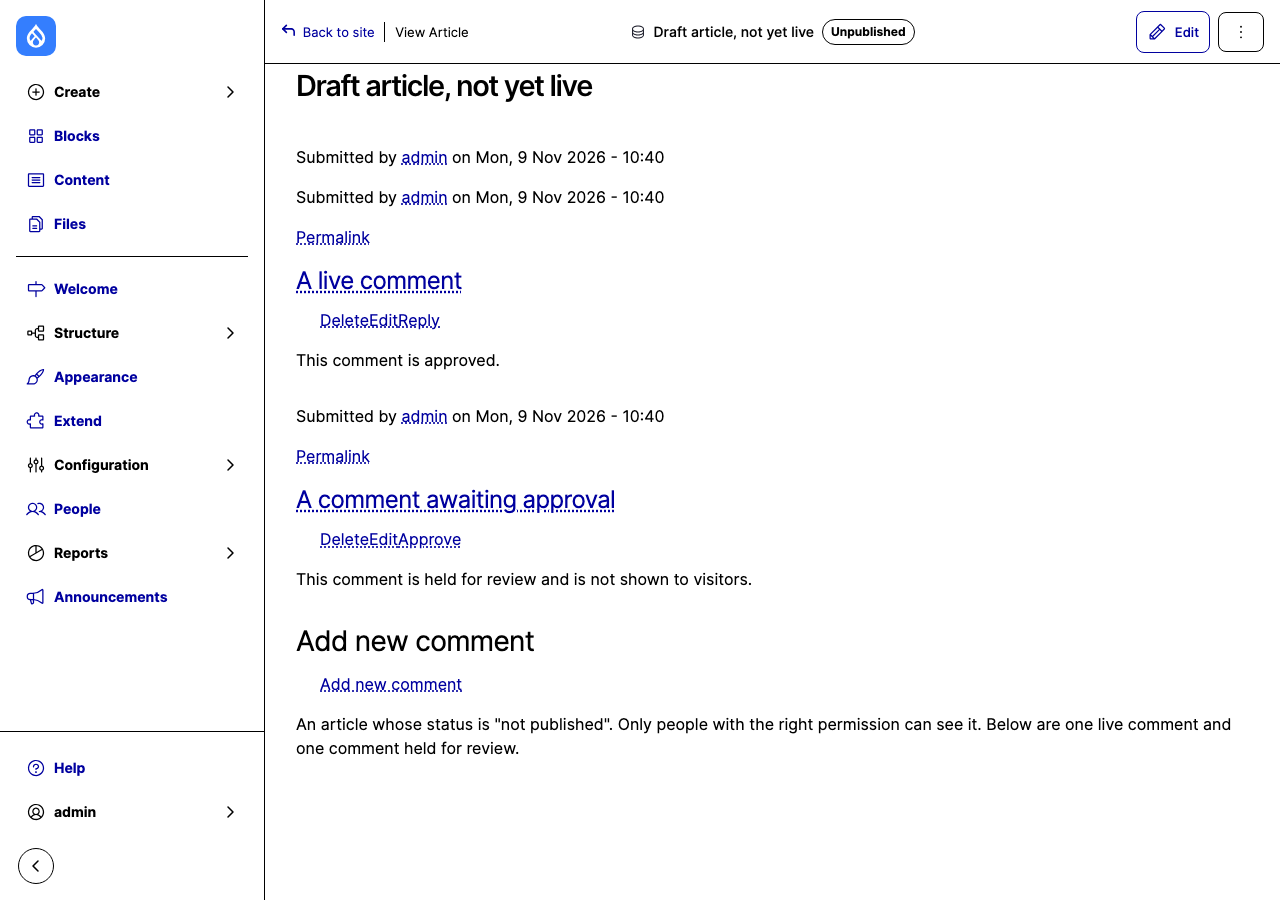 Create
Blocks
Content
Files
Welcome
Structure
Appearance
Extend
Configuration
People
Reports
Announcements
Help
admin
Back to site
View Article
Draft article, not yet live
Unpublished
Edit
Draft article, not yet live
Submitted by admin on Mon, 9 Nov 2026 - 10:40
Submitted by admin on Mon, 9 Nov 2026 - 10:40
Permalink
A live comment
DeleteEditReply
This comment is approved.
Submitted by admin on Mon, 9 Nov 2026 - 10:40
Permalink
A comment awaiting approval
DeleteEditApprove
This comment is held for review and is not shown to visitors.
Add new comment
Add new comment
An article whose status is "not published". Only people with the right permission can see it. Below are one live comment and
one comment held for review.